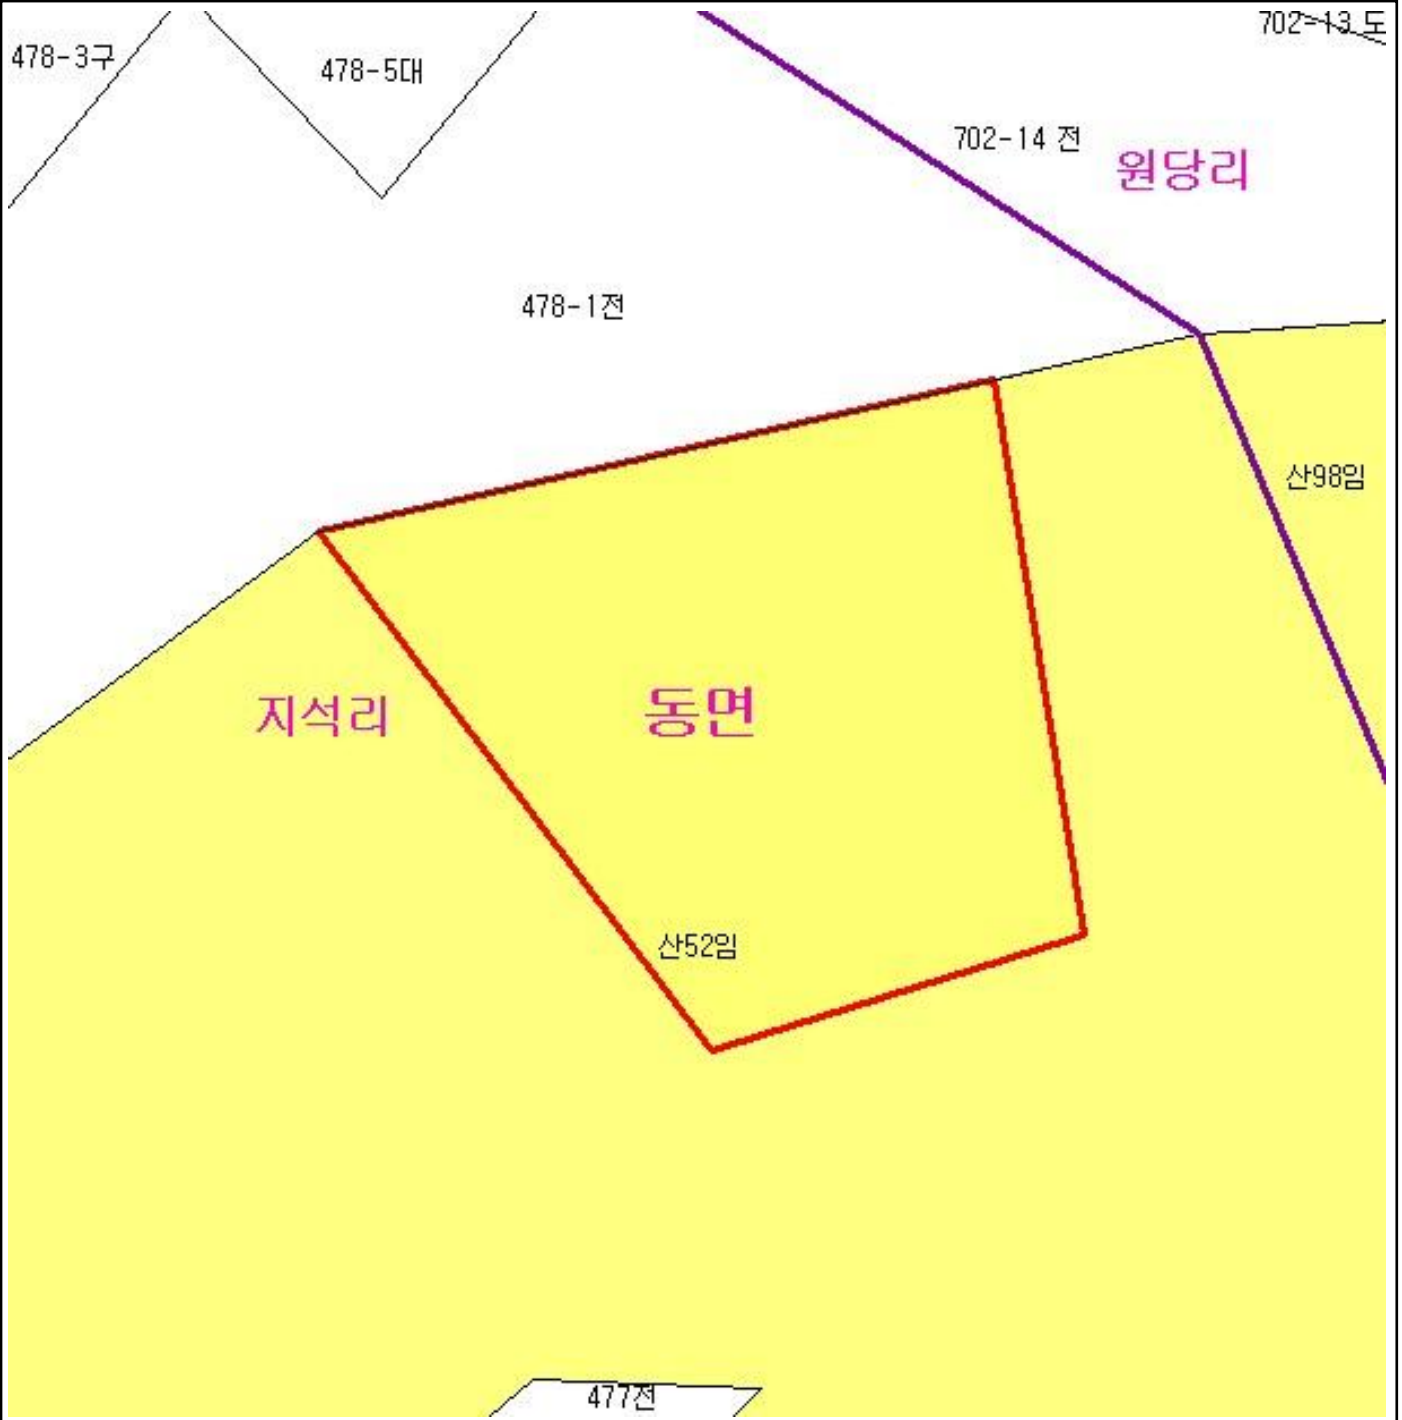 702-13 도
478-3구
478-5대
702-14 전
원당리
478-1전
산98임
지석리
동면
산52임
477전